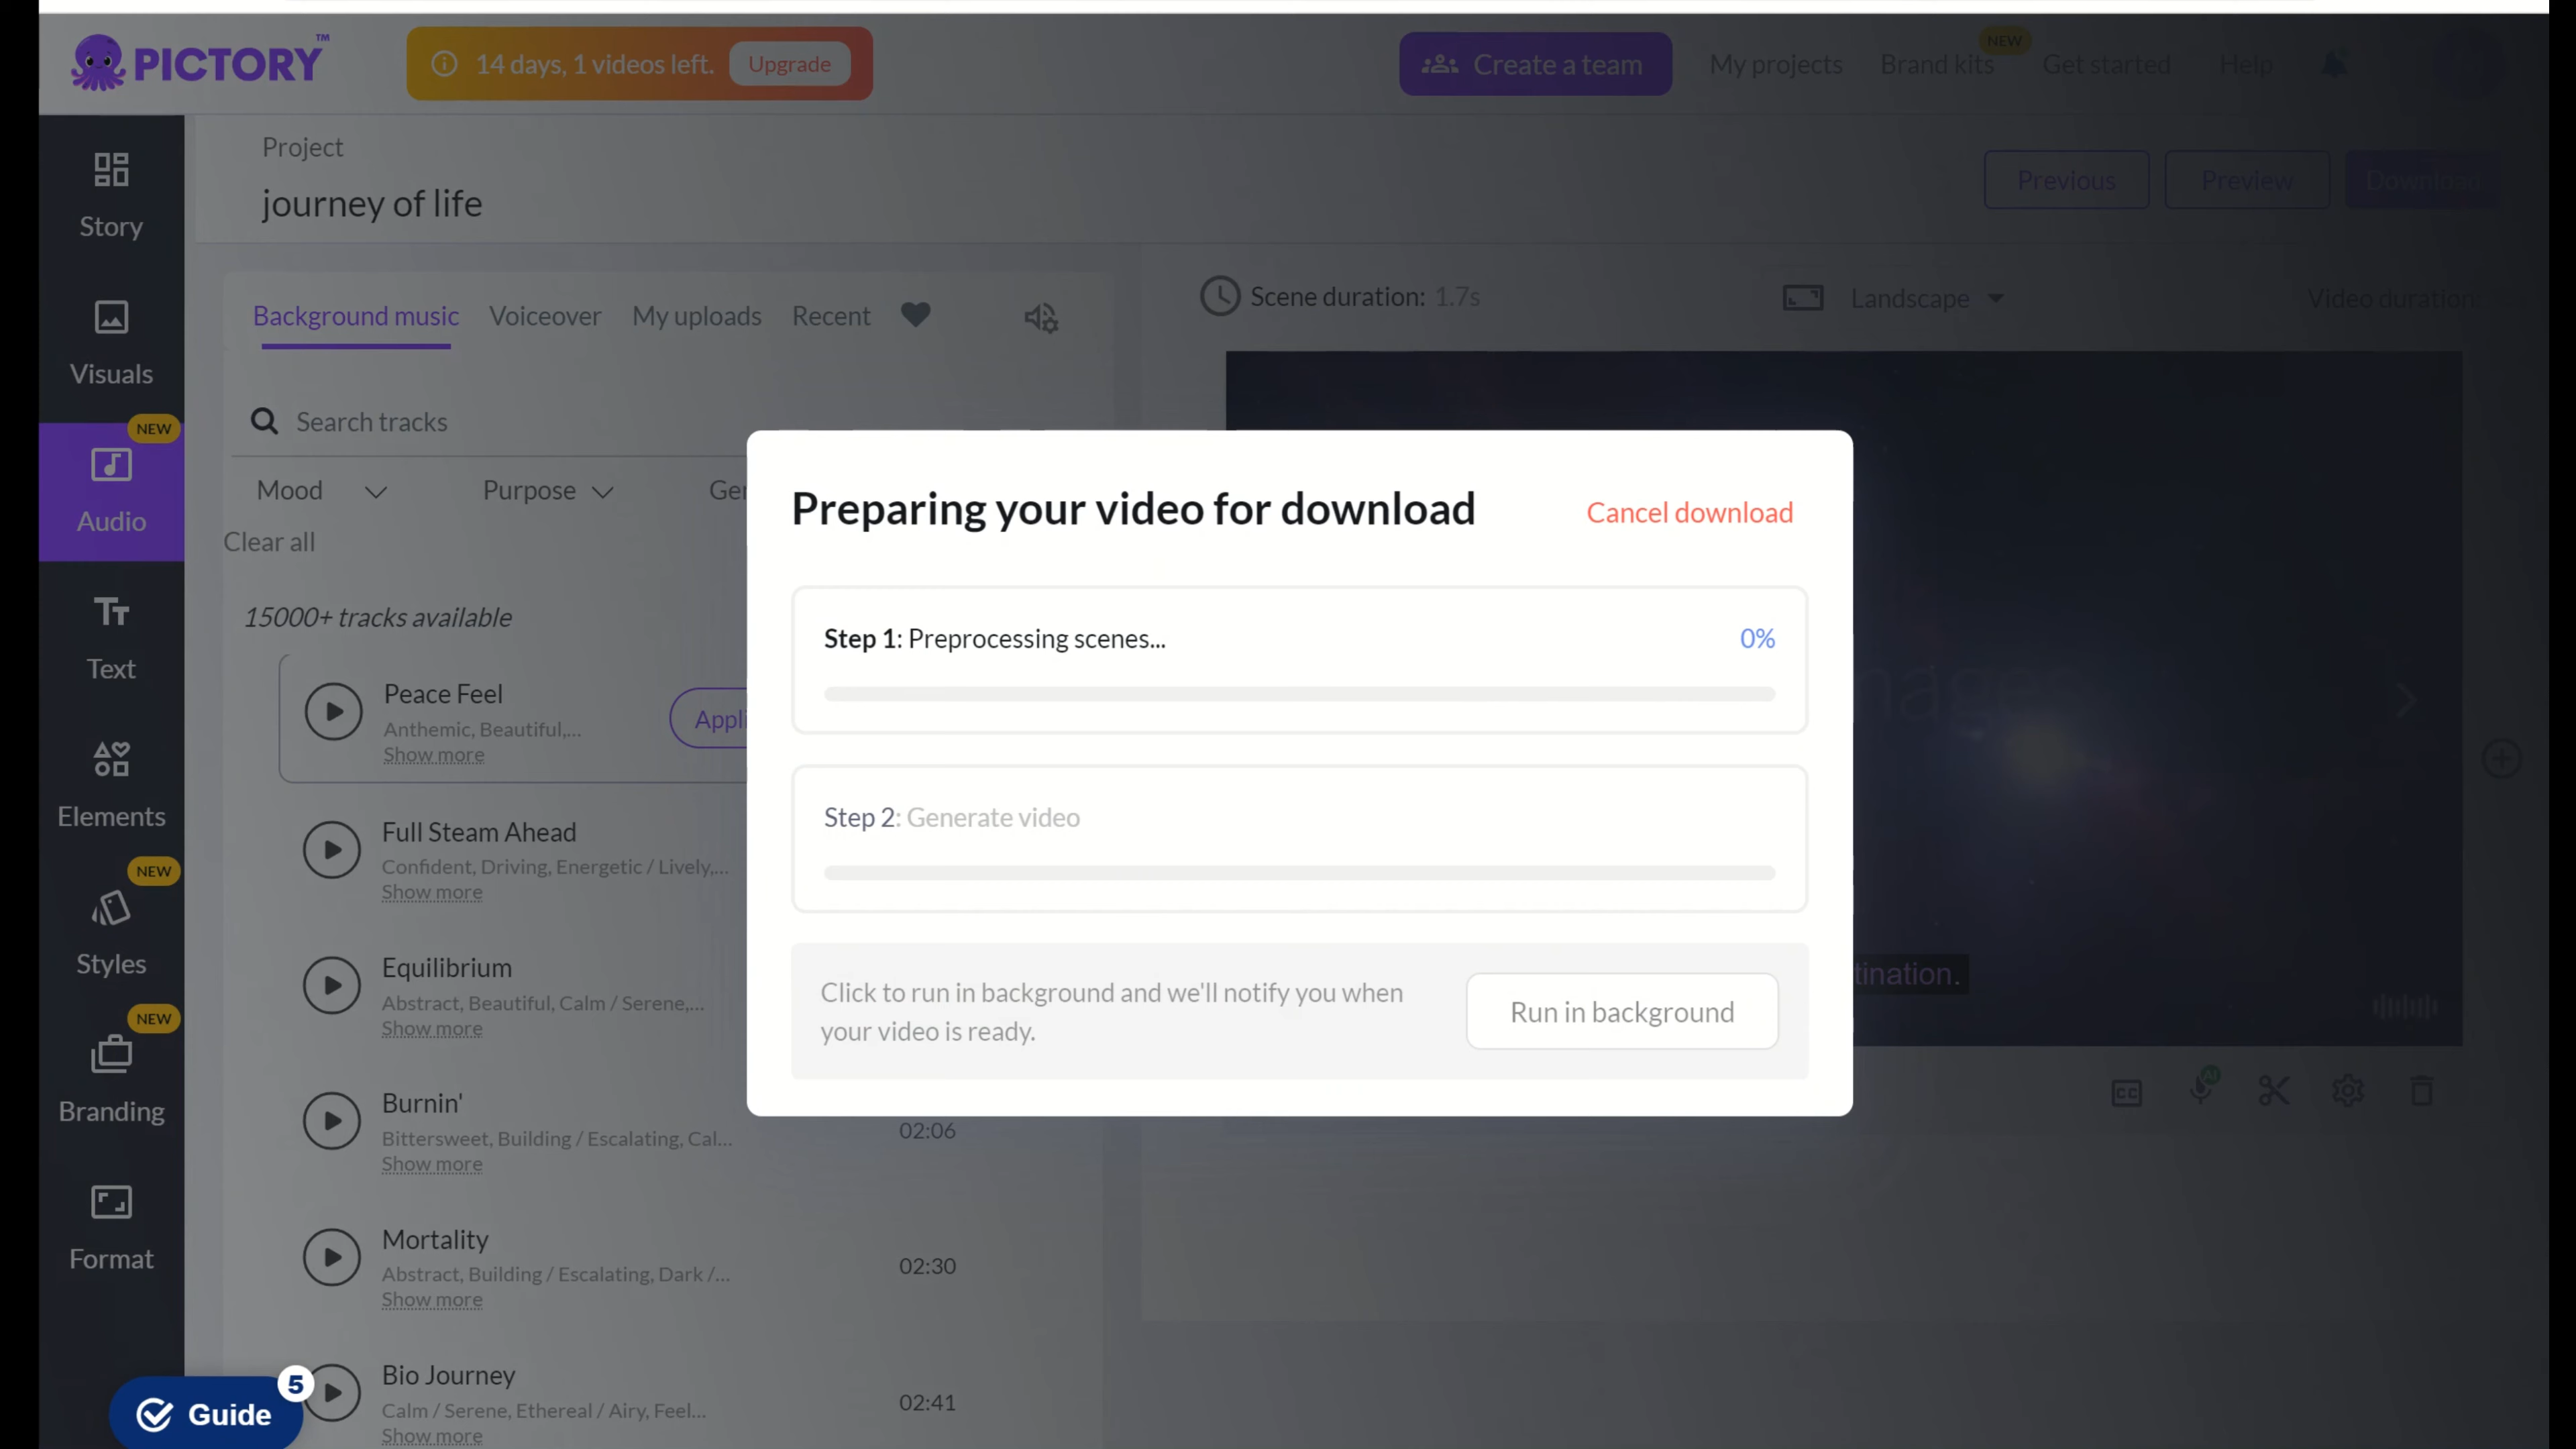 PICTORY™
14 days, 1 videos left. Upgrade
Create a team
My projects
NEW
Brand kits
Get started
Help
Project
journey of life
Previous
Preview
Download
Story
Visuals
NEW
Audio
Text
Elements
NEW
Styles
NEW
Branding
Format
Background music
Voiceover
My uploads
Recent
Search tracks
Mood
Purpose
Clear all
15000+ tracks available
Peace Feel
Anthemic, Beautiful,...
Show more
Full Steam Ahead
Confident, Driving, Energetic / Lively,...
Show more
Equilibrium
Abstract, Beautiful, Calm / Serene,...
Show more
Burnin'
Bittersweet, Building / Escalating, Cal...
Show more
02:06
Mortality
Abstract, Building / Escalating, Dark /...
Show more
02:30
Bio Journey
Calm / Serene, Ethereal / Airy, Feel...
Show more
02:41
5
Guide
Scene duration: 1.7s
Landscape
Video duration
Preparing your video for download
Cancel download
Step 1: Preprocessing scenes...
0%
Step 2: Generate video
Click to run in background and we'll notify you when
your video is ready.
Run in background
tination.
CC
AI